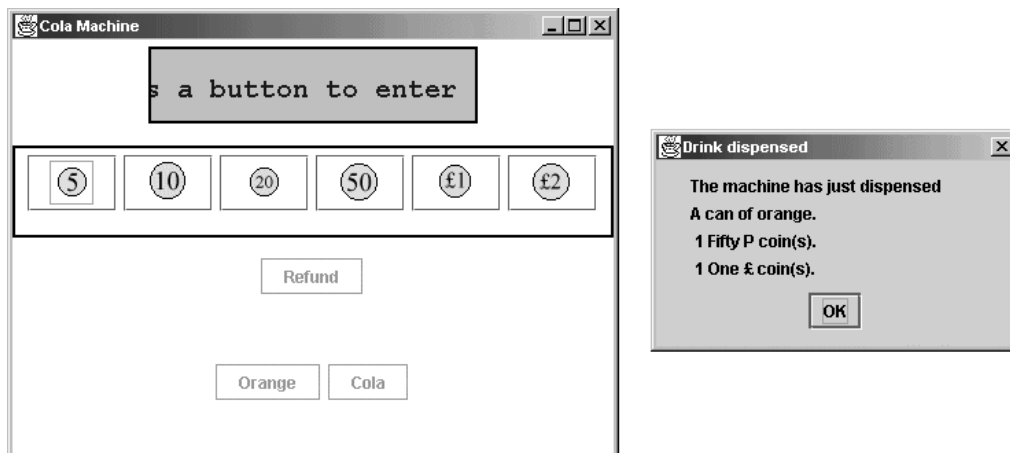 Cola Machine
s a button to enter
5 10 20 50 £1 £2
Refund
Orange Cola
Drink dispensed
The machine has just dispensed
A can of orange.
1 Fifty P coin(s).
1 One £ coin(s).
OK